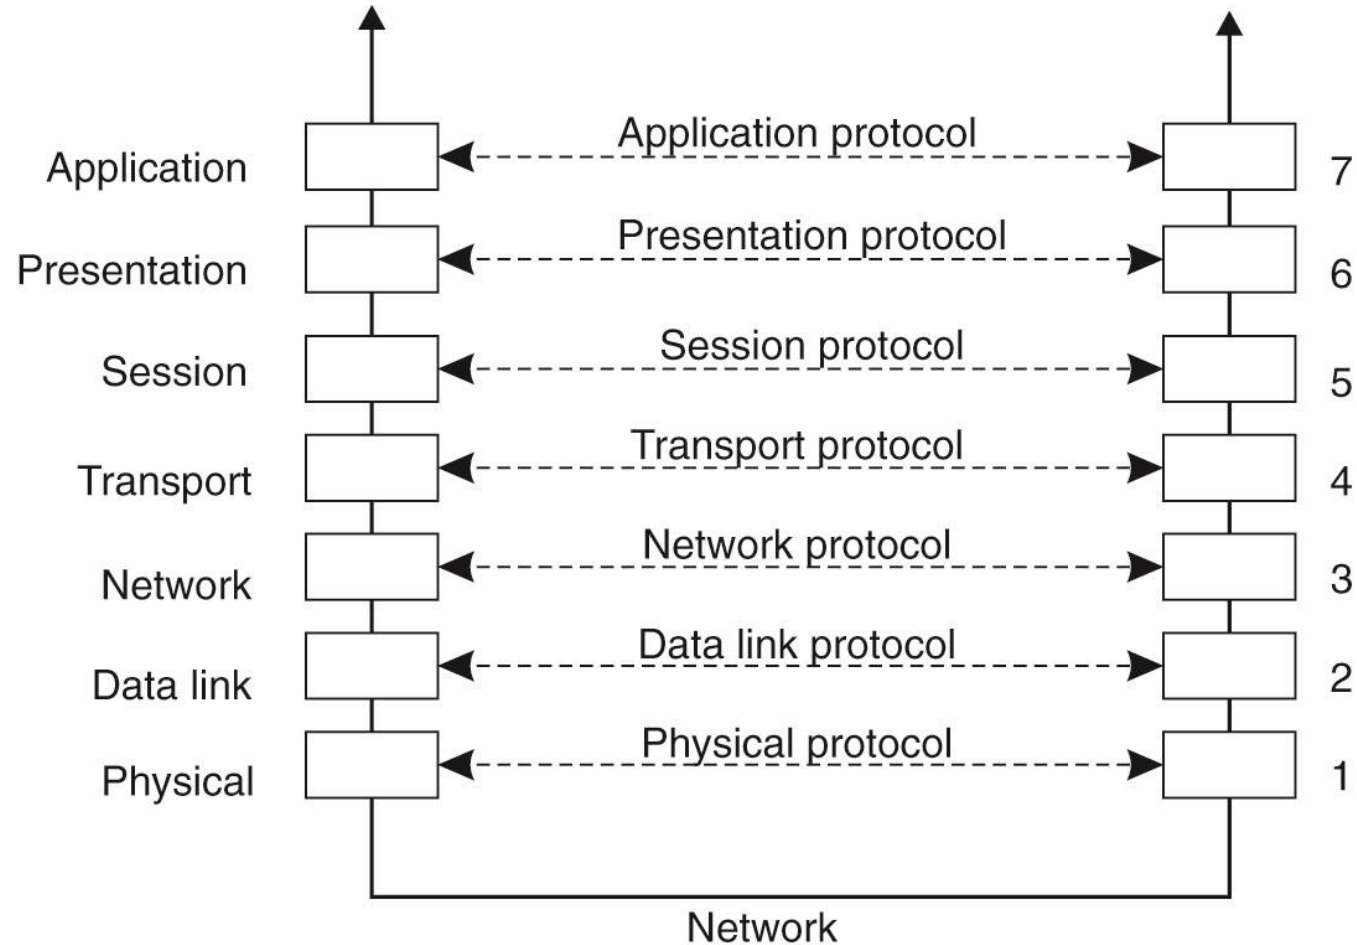 Application protocol
Application
7
Presentation protocol
Presentation
6
Session protocol
Session
5
Transport protocol
Transport
4
Network protocol
Network
3
Data link protocol
Data link
2
Physical protocol
Physical
1
Network